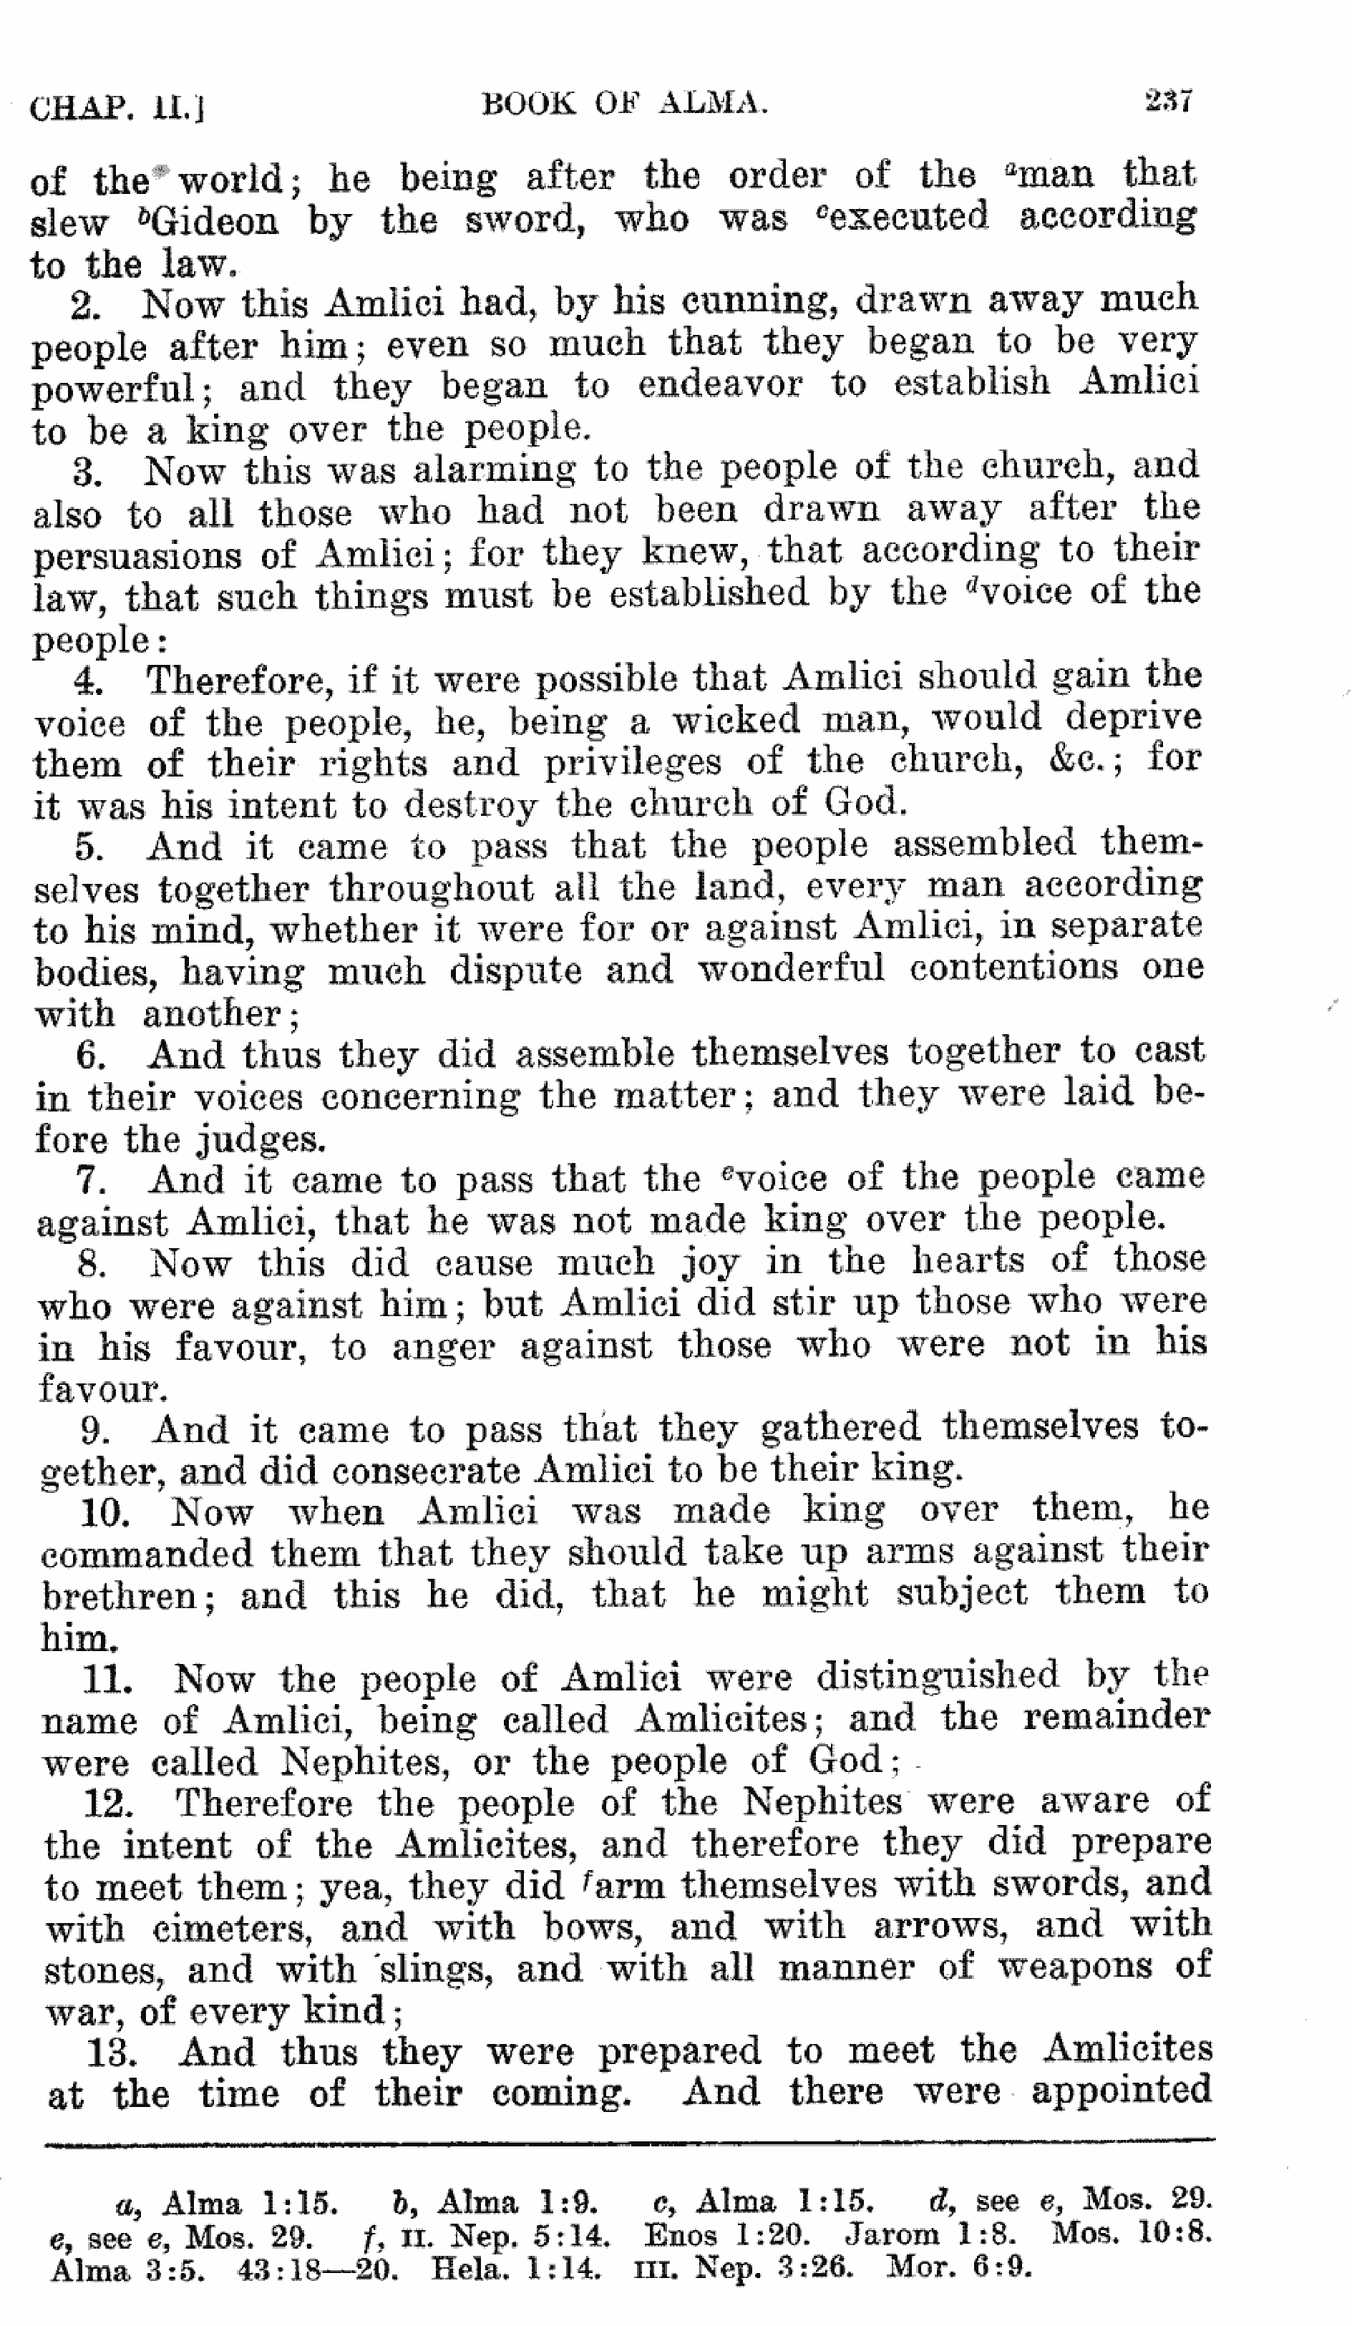 CHAP. II.] BOOK OF ALMA. 237
of the world; he being after the order of the ᵃman that
slew ᵇGideon by the sword, who was ᶜexecuted according
to the law.
2. Now this Amlici had, by his cunning, drawn away much
people after him; even so much that they began to be very
powerful; and they began to endeavor to establish Amlici
to be a king over the people.
3. Now this was alarming to the people of the church, and
also to all those who had not been drawn away after the
persuasions of Amlici; for they knew, that according to their
law, that such things must be established by the ᵈvoice of the
people:
4. Therefore, if it were possible that Amlici should gain the
voice of the people, he, being a wicked man, would deprive
them of their rights and privileges of the church, &c.; for
it was his intent to destroy the church of God.
5. And it came to pass that the people assembled them-
selves together throughout all the land, every man according
to his mind, whether it were for or against Amlici, in separate
bodies, having much dispute and wonderful contentions one
with another;
6. And thus they did assemble themselves together to cast
in their voices concerning the matter; and they were laid be-
fore the judges.
7. And it came to pass that the ᵉvoice of the people came
against Amlici, that he was not made king over the people.
8. Now this did cause much joy in the hearts of those
who were against him; but Amlici did stir up those who were
in his favour, to anger against those who were not in his
favour.
9. And it came to pass that they gathered themselves to-
gether, and did consecrate Amlici to be their king.
10. Now when Amlici was made king over them, he
commanded them that they should take up arms against their
brethren; and this he did, that he might subject them to
him.
11. Now the people of Amlici were distinguished by the
name of Amlici, being called Amlicites; and the remainder
were called Nephites, or the people of God;
12. Therefore the people of the Nephites were aware of
the intent of the Amlicites, and therefore they did prepare
to meet them; yea, they did ᶠarm themselves with swords, and
with cimeters, and with bows, and with arrows, and with
stones, and with slings, and with all manner of weapons of
war, of every kind;
13. And thus they were prepared to meet the Amlicites
at the time of their coming. And there were appointed
a, Alma 1:15. b, Alma 1:9. c, Alma 1:15. d, see e, Mos. 29.
e, see e, Mos. 29. f, II. Nep. 5:14. Enos 1:20. Jarom 1:8. Mos. 10:8.
Alma 3:5. 43:18—20. Hela. 1:14. III. Nep. 3:26. Mor. 6:9.